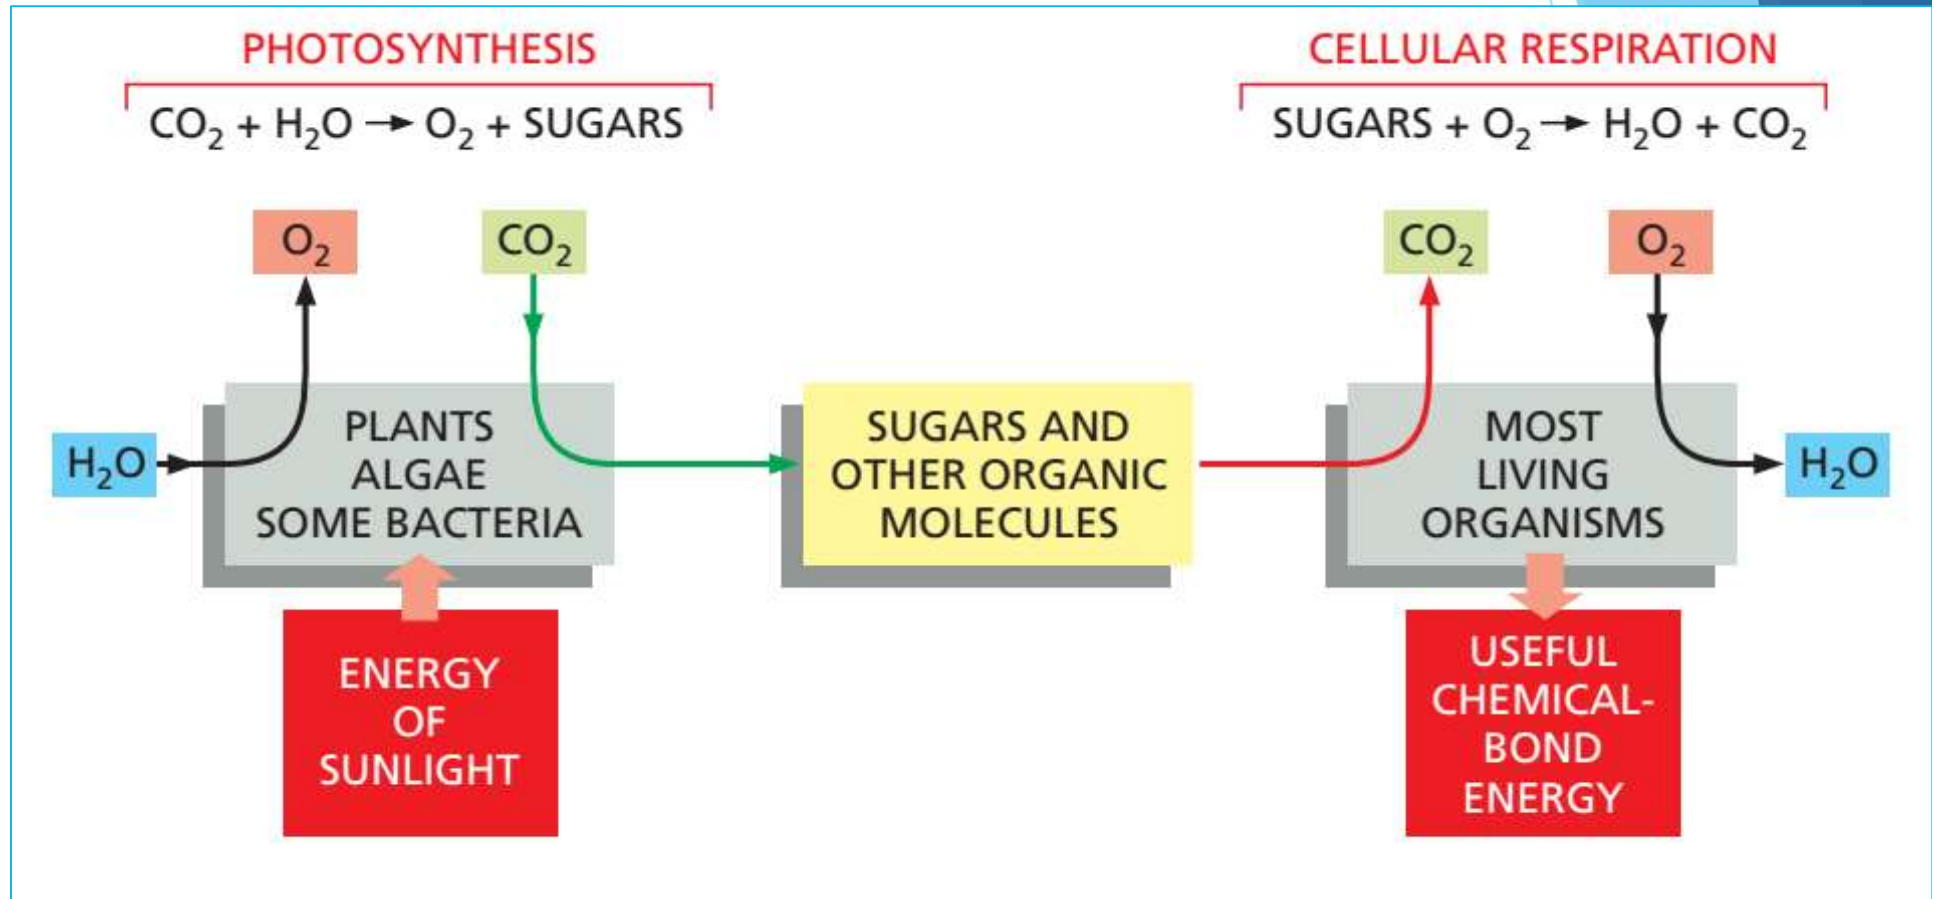 PHOTOSYNTHESIS
CO₂ + H₂O → O₂ + SUGARS
CELLULAR RESPIRATION
SUGARS + O₂ → H₂O + CO₂
O₂
CO₂
CO₂
O₂
H₂O
PLANTS
ALGAE
SOME BACTERIA
SUGARS AND
OTHER ORGANIC
MOLECULES
MOST
LIVING
ORGANISMS
H₂O
ENERGY
OF
SUNLIGHT
USEFUL
CHEMICAL-
BOND
ENERGY